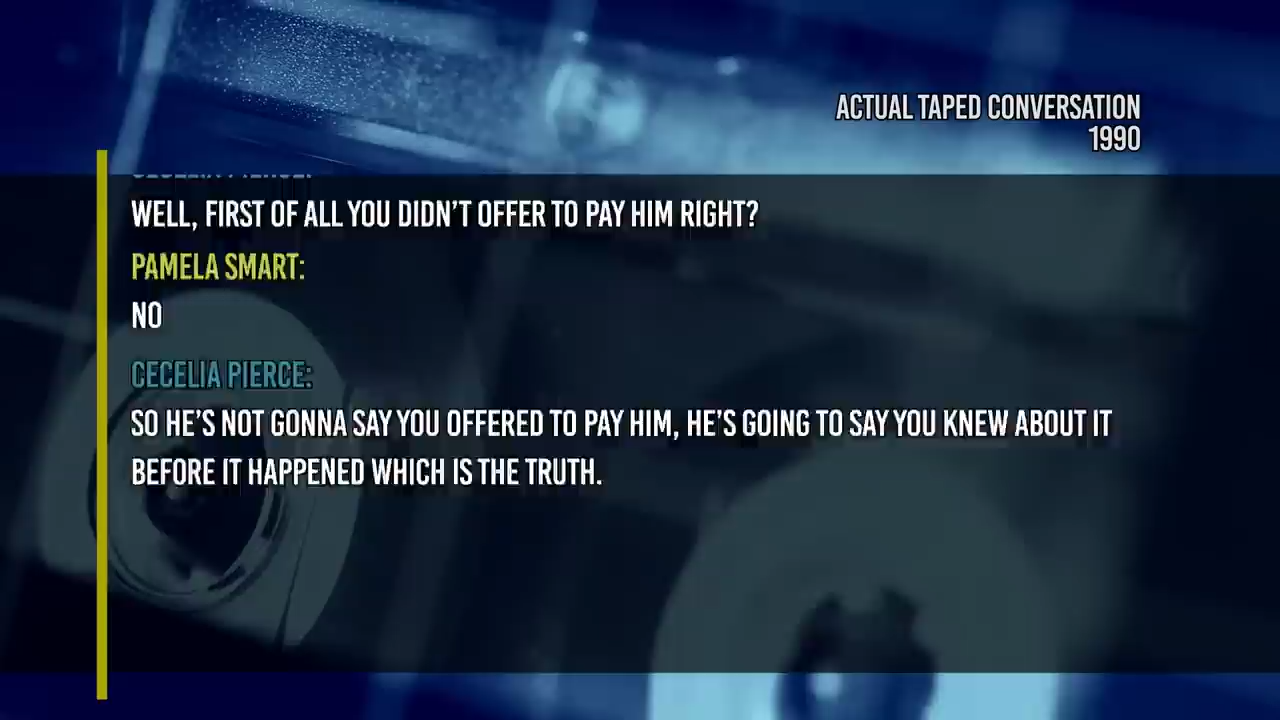 ACTUAL TAPED CONVERSATION
1990
WELL, FIRST OF ALL YOU DIDN'T OFFER TO PAY HIM RIGHT?
PAMELA SMART:
NO
CECELIA PIERCE:
SO HE'S NOT GONNA SAY YOU OFFERED TO PAY HIM, HE'S GOING TO SAY YOU KNEW ABOUT IT
BEFORE IT HAPPENED WHICH IS THE TRUTH.